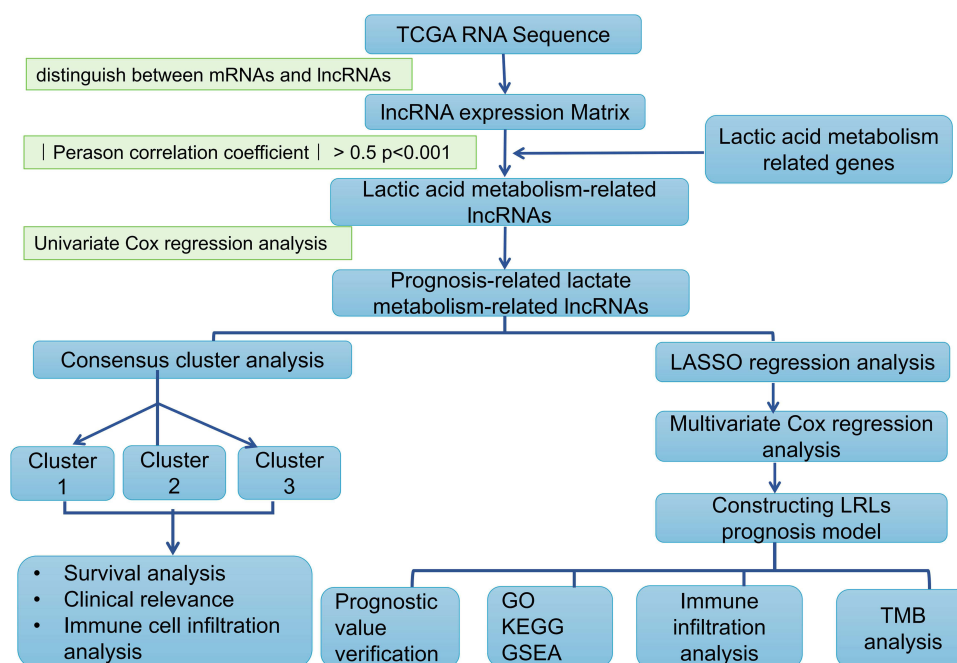 TCGA RNA Sequence
distinguish between mRNAs and lncRNAs
lncRNA expression Matrix
| Perason correlation coefficient | > 0.5 p<0.001
Lactic acid metabolism
related genes
Lactic acid metabolism-related
lncRNAs
Univariate Cox regression analysis
Prognosis-related lactate
metabolism-related lncRNAs
Consensus cluster analysis
LASSO regression analysis
Multivariate Cox regression
analysis
Cluster
1
Cluster
2
Cluster
3
Constructing LRLs
prognosis model
• Survival analysis
• Clinical relevance
• Immune cell infiltration
analysis
Prognostic
value
verification
GO
KEGG
GSEA
Immune
infiltration
analysis
TMB
analysis